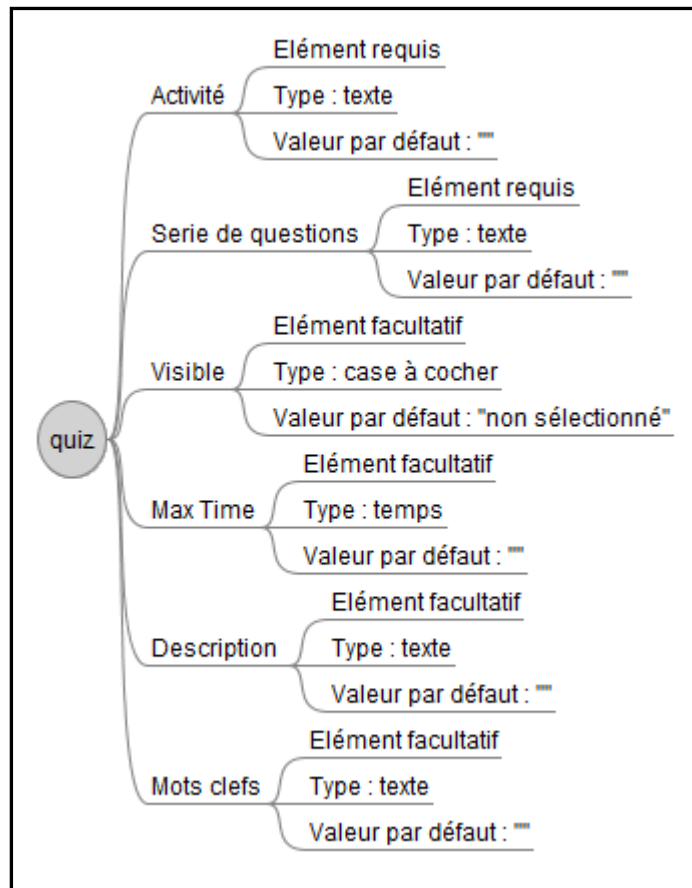 Elément requis
Activité
Type : texte
Valeur par défaut : ""
Elément requis
Serie de questions
Type : texte
Valeur par défaut : ""
Elément facultatif
Visible
Type : case à cocher
Valeur par défaut : "non sélectionné"
quiz
Elément facultatif
Max Time
Type : temps
Valeur par défaut : ""
Elément facultatif
Description
Type : texte
Valeur par défaut : ""
Elément facultatif
Mots clefs
Type : texte
Valeur par défaut : ""